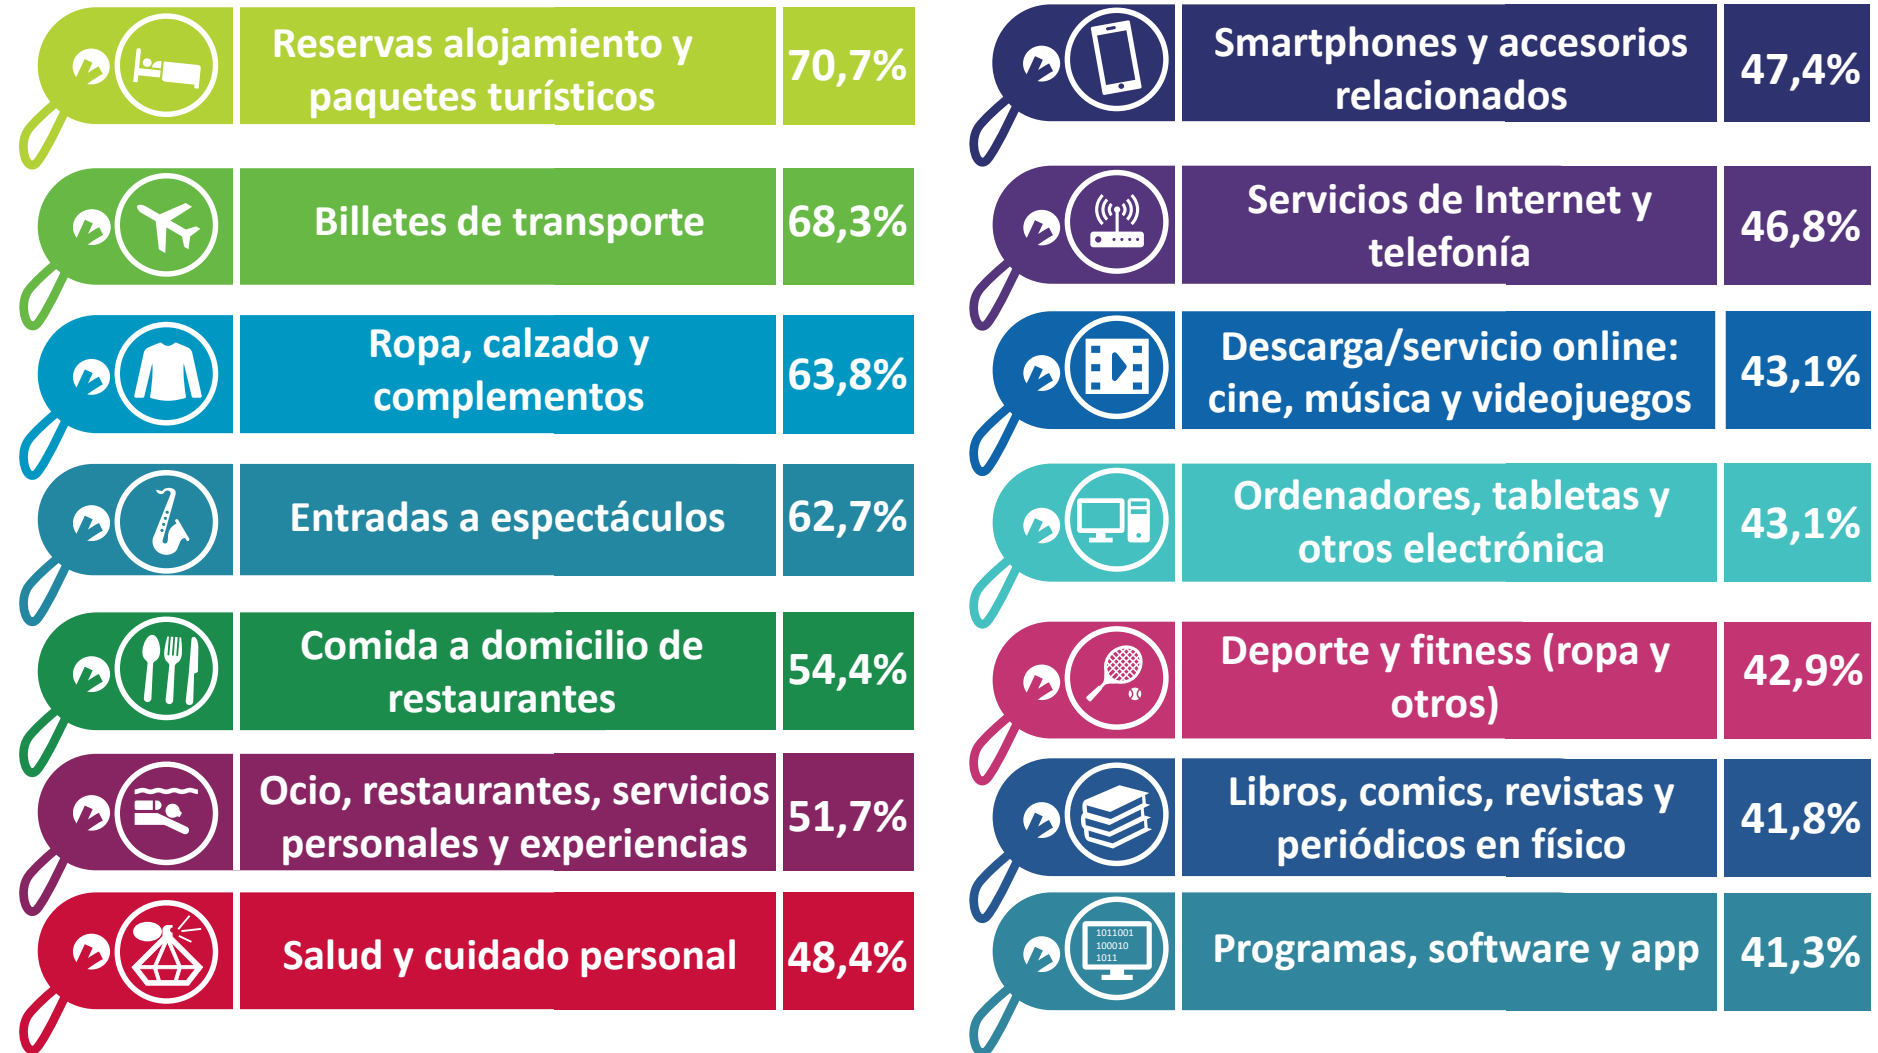 Reservas alojamiento y
paquetes turísticos
70,7%
Billetes de transporte
68,3%
Ropa, calzado y
complementos
63,8%
Entradas a espectáculos
62,7%
Comida a domicilio de
restaurantes
54,4%
Ocio, restaurantes, servicios
personales y experiencias
51,7%
Salud y cuidado personal
48,4%
Smartphones y accesorios
relacionados
47,4%
Servicios de Internet y
telefonía
46,8%
Descarga/servicio online:
cine, música y videojuegos
43,1%
Ordenadores, tabletas y
otros electrónica
43,1%
Deporte y fitness (ropa y
otros)
42,9%
Libros, comics, revistas y
periódicos en físico
41,8%
1011001
100010
1011
Programas, software y app
41,3%